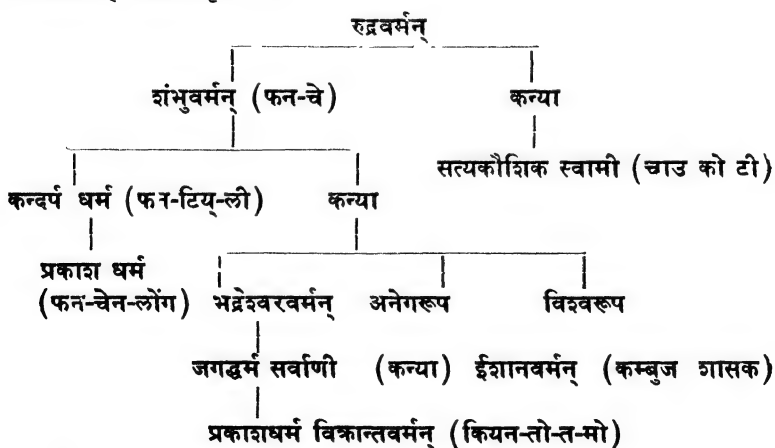 रुद्रवर्मन्
शंभुवर्मन् (फन-चे) कन्या
सत्यकौशिक स्वामी (चाउ को टी)
कन्दर्प धर्म (फन-टियू-ली) कन्या
प्रकाश धर्म
(फन-चेन-लोंग) भद्रेश्वरवर्मन् अनेगरूप विश्वरूप
जगद्धर्म सर्वाणी (कन्या) ईशानवर्मन् (कम्बुज शासक)
प्रकाशधर्म विक्रान्तवर्मन् (कियन-तो-त-मो)